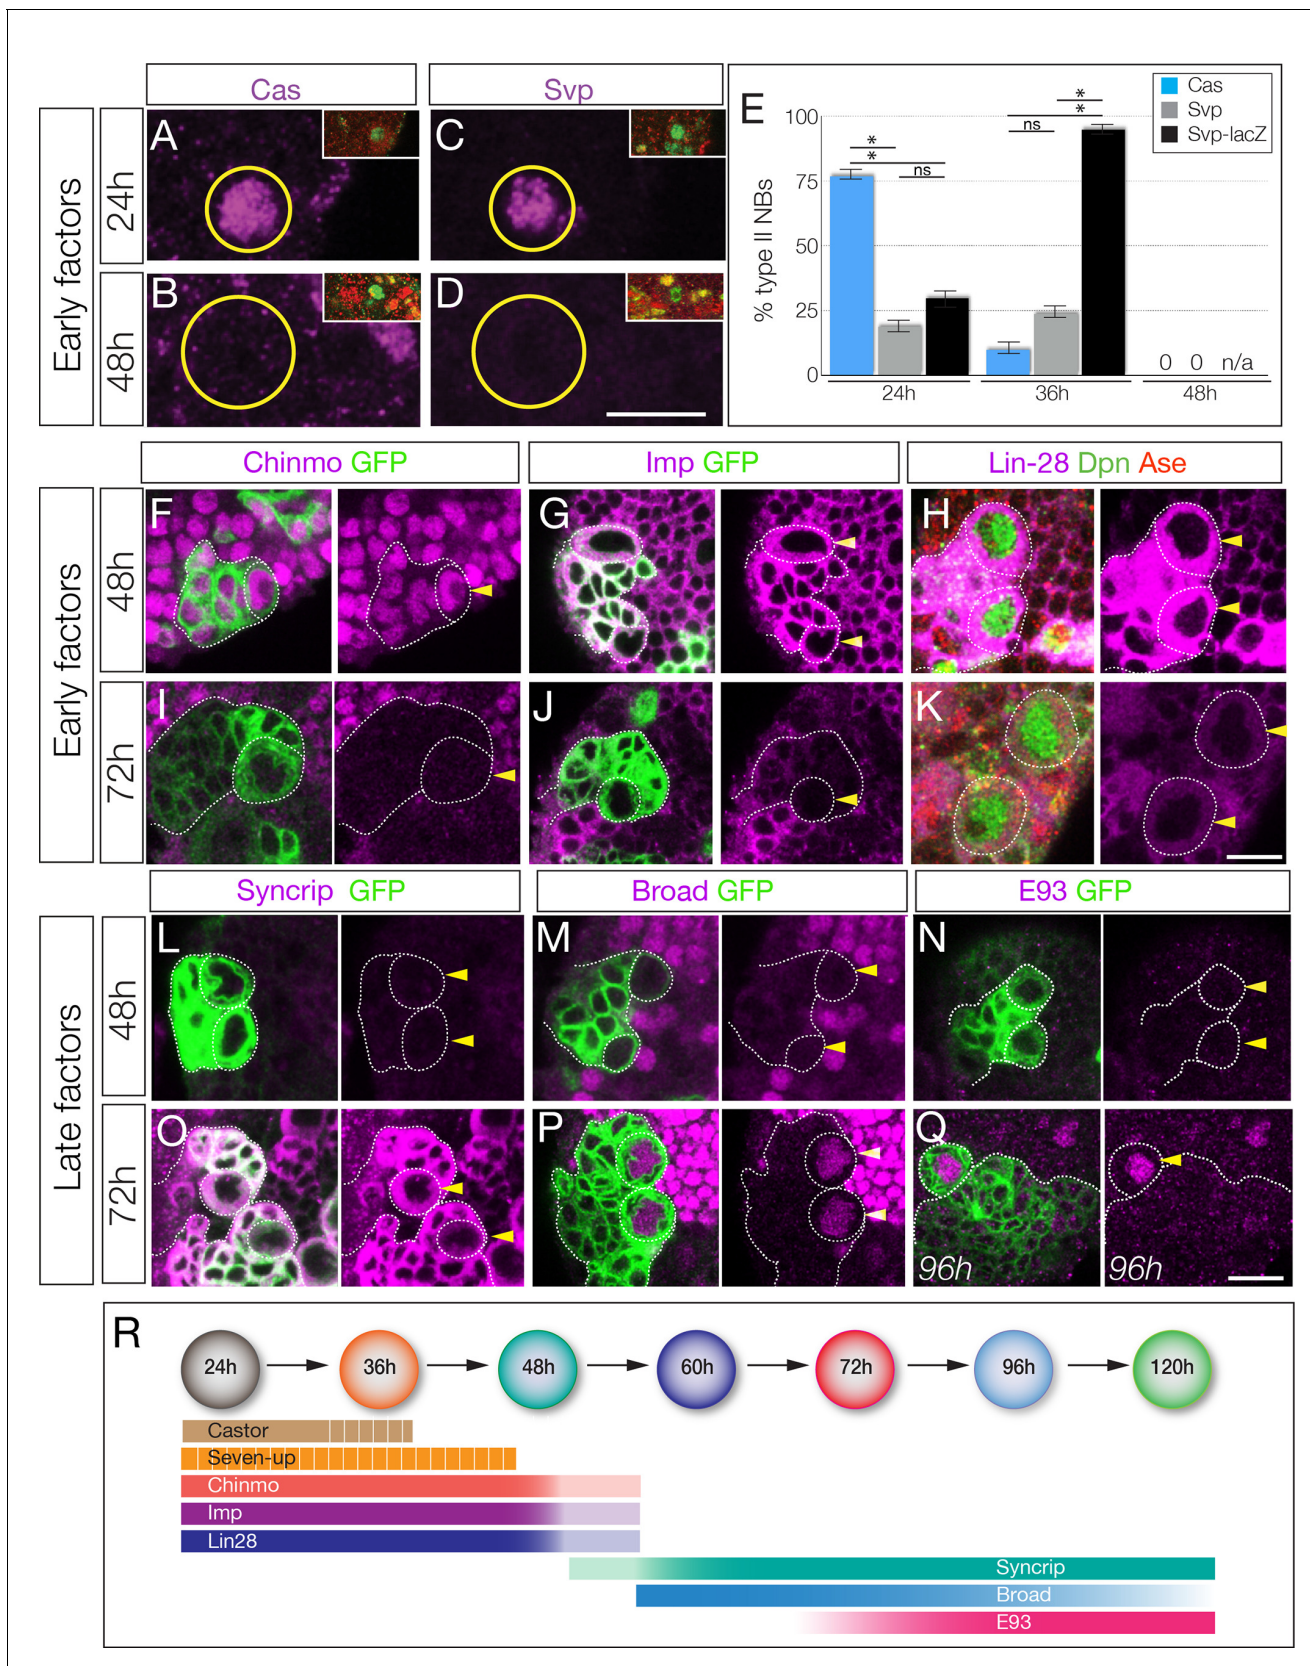 Cas
Svp
Early factors
24h
48h
A
C
B
D
E
Cas
Svp
Svp-lacZ
% type II NBs
100
75
50
25
0
*
*
ns
*
*
ns
0 0 n/a
24h 36h 48h
Chinmo GFP
Imp GFP
Lin-28 Dpn Ase
Early factors
48h
72h
F
G
H
I
J
K
Syncrip GFP
Broad GFP
E93 GFP
Late factors
48h
72h
L
M
N
O
P
Q
96h
96h
R
24h 36h 48h 60h 72h 96h 120h
Castor
Seven-up
Chinmo
Imp
Lin28
Syncrip
Broad
E93